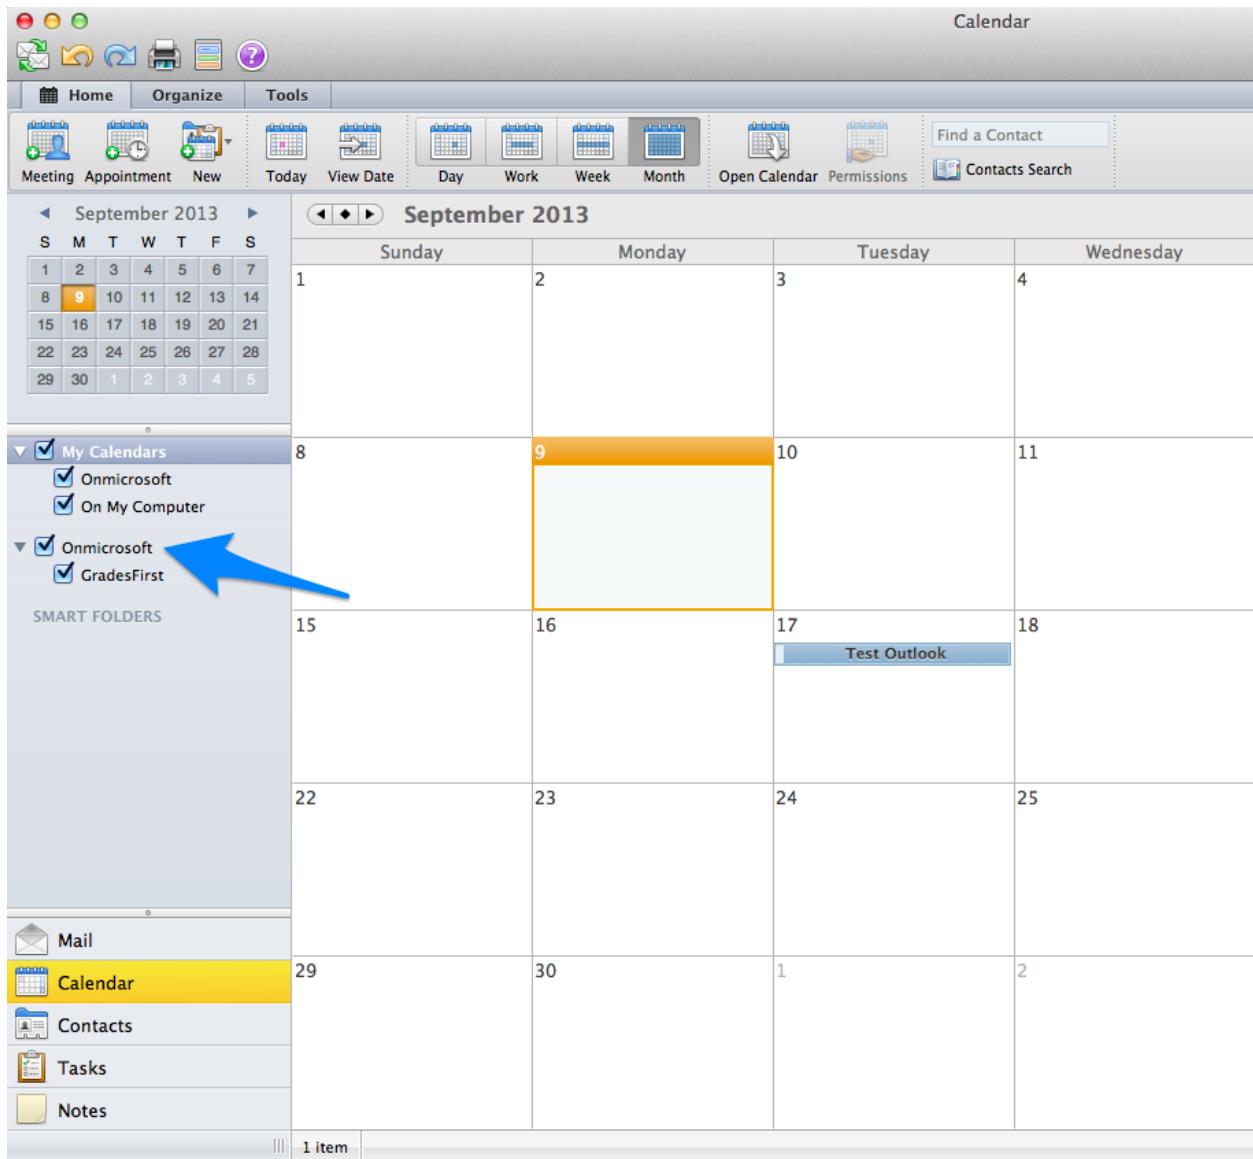 Calendar
?
Home Organize Tools
Meeting Appointment New Today View Date Day Work Week Month Open Calendar Permissions
Find a Contact
Contacts Search
September 2013
S M T W T F S
1 2 3 4 5 6 7
8 9 10 11 12 13 14
15 16 17 18 19 20 21
22 23 24 25 26 27 28
29 30 1 2 3 4 5
My Calendars
Onmicrosoft
On My Computer
Onmicrosoft
GradesFirst
SMART FOLDERS
Mail
Calendar
Contacts
Tasks
Notes
September 2013
Sunday Monday Tuesday Wednesday
1 2 3 4
8 9 10 11
15 16 17 18
Test Outlook
22 23 24 25
29 30 1 2
1 item